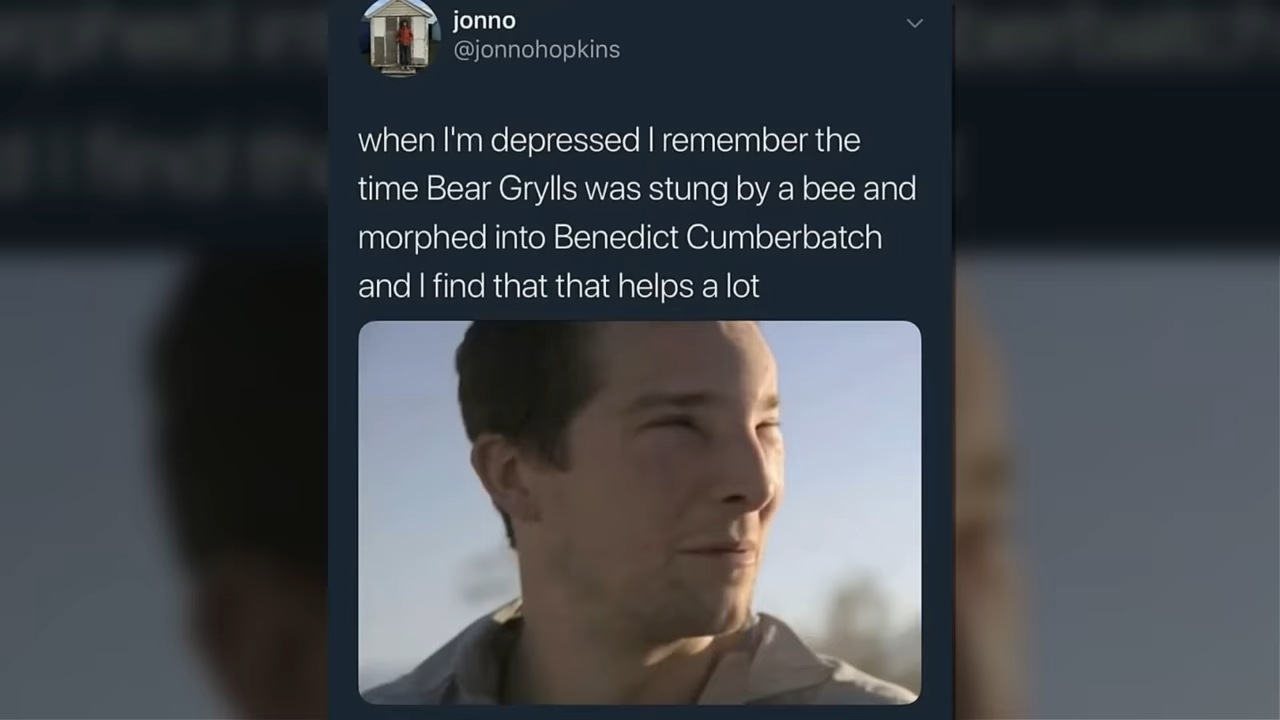 jonno
@jonnohopkins
when I'm depressed I remember the
time Bear Grylls was stung by a bee and
morphed into Benedict Cumberbatch
and I find that that helps a lot